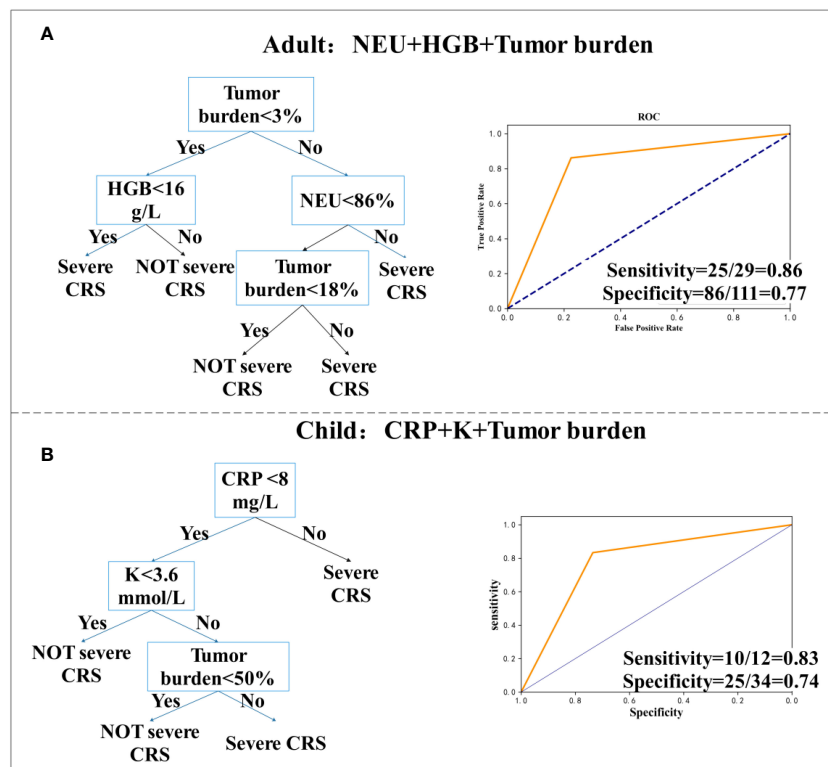 A
Adult: NEU+HGB+Tumor burden
Tumor
burden<3%
Yes
No
HGB<16
g/L
NEU<86%
Yes
No
No
Severe
CRS
NOT severe
CRS
Tumor
burden<18%
Severe
CRS
Yes
No
NOT severe
CRS
Severe
CRS
ROC
True Positive Rate
1.0
0.8
0.6
0.4
0.2
0.0
Sensitivity=25/29=0.86
Specificity=86/111=0.77
0.0 0.2 0.4 0.6 0.8 1.0
False Positive Rate
Child: CRP+K+Tumor burden
B
CRP <8
mg/L
Yes
No
K<3.6
mmol/L
Severe
CRS
Yes
No
NOT severe
CRS
Tumor
burden<50%
Yes
No
NOT severe
CRS
Severe CRS
sensitivity
1.0
0.8
0.6
0.4
0.2
0.0
Sensitivity=10/12=0.83
Specificity=25/34=0.74
1.0 0.8 0.6 0.4 0.2 0.0
Specificity